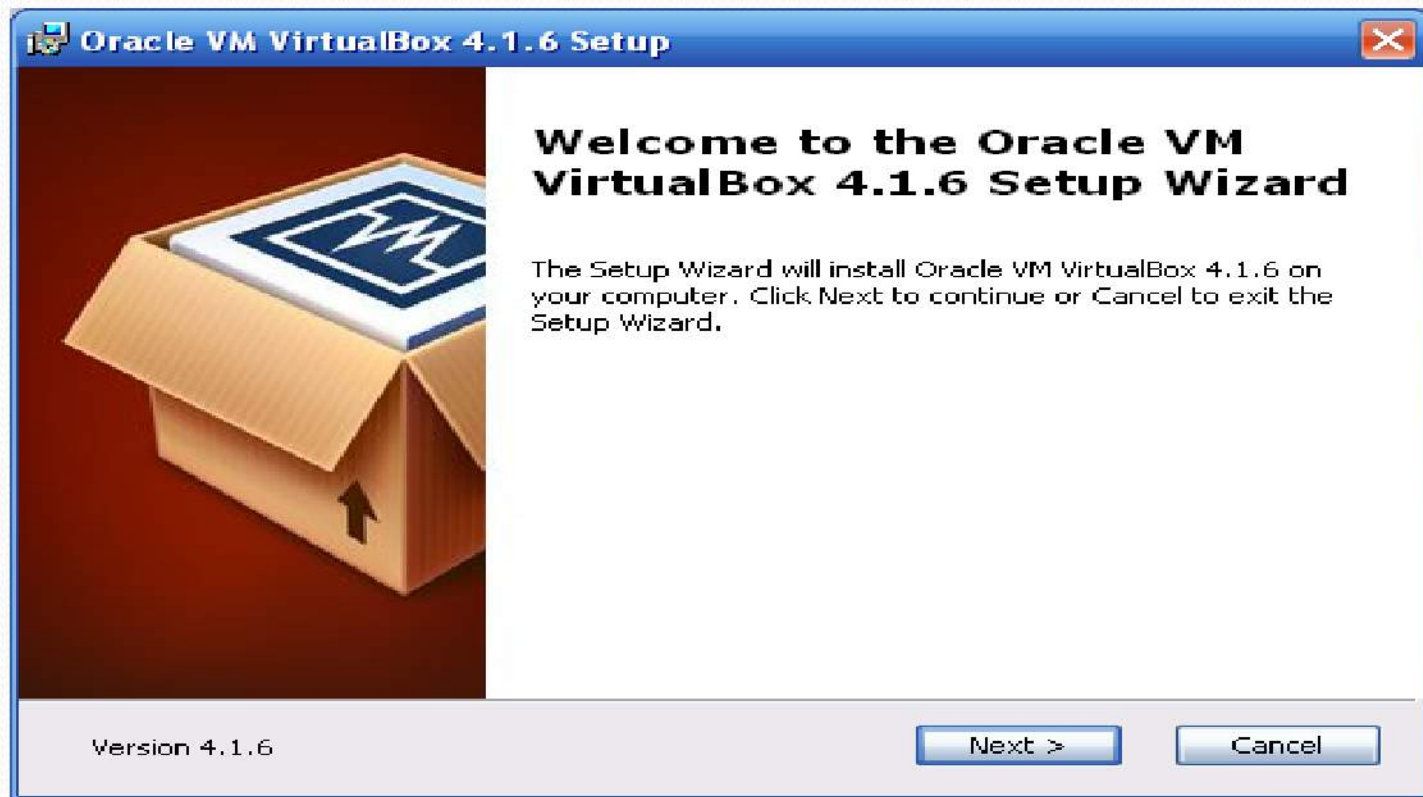 Oracle VM VirtualBox 4.1.6 Setup
Welcome to the Oracle VM
VirtualBox 4.1.6 Setup Wizard
The Setup Wizard will install Oracle VM VirtualBox 4.1.6 on
your computer. Click Next to continue or Cancel to exit the
Setup Wizard.
Version 4.1.6
Next >
Cancel